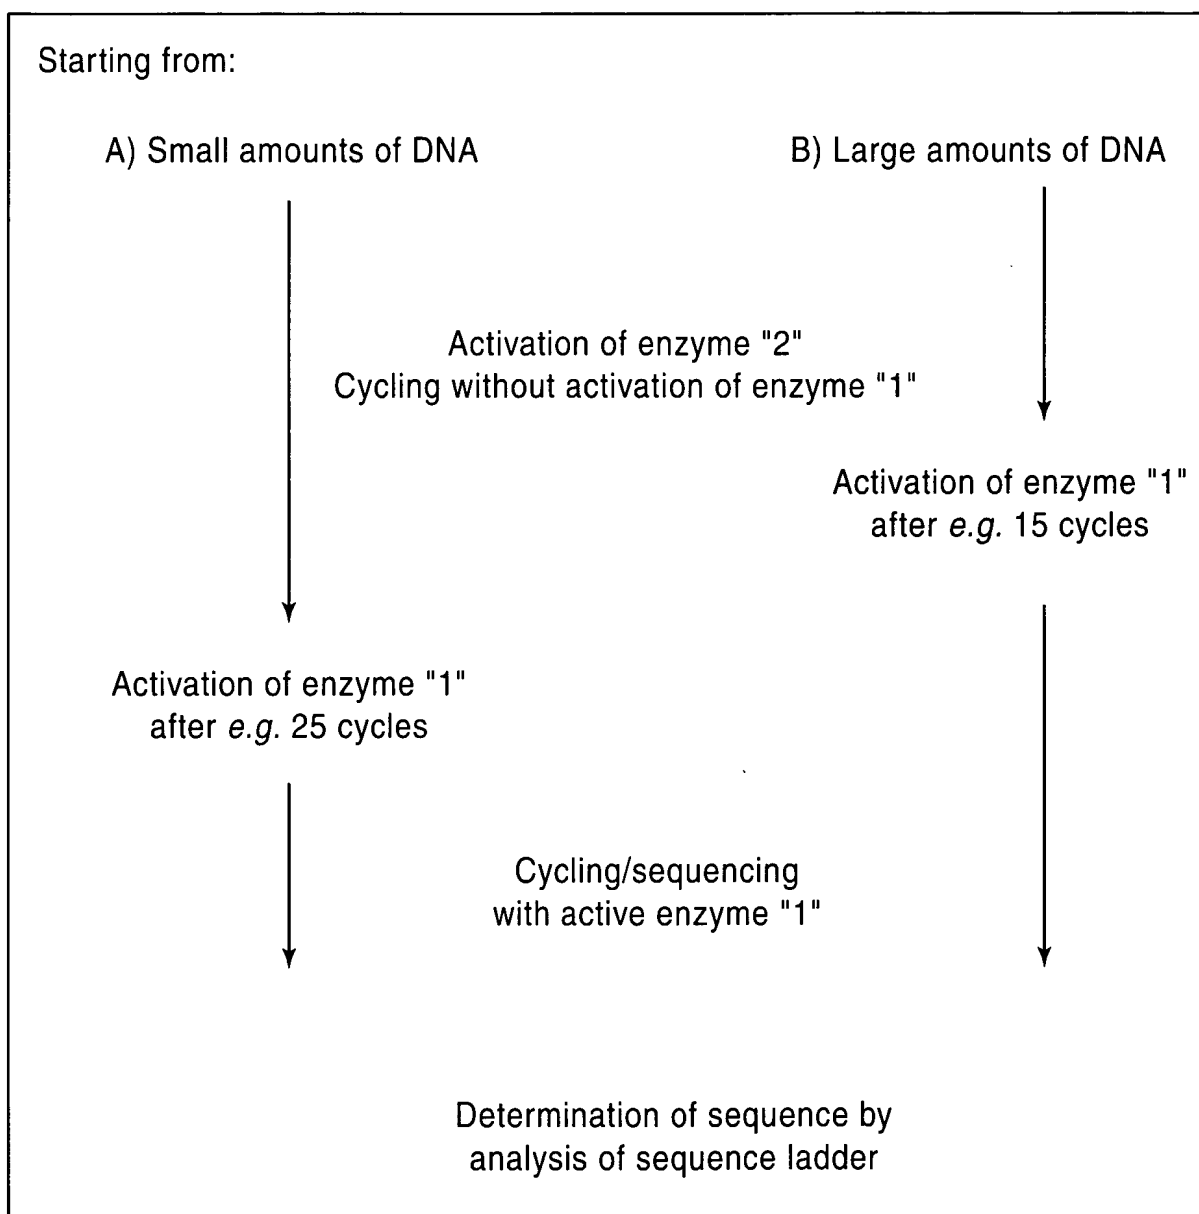 Starting from:
A) Small amounts of DNA
B) Large amounts of DNA
Activation of enzyme "2"
Cycling without activation of enzyme "1"
Activation of enzyme "1"
after e.g. 15 cycles
Activation of enzyme "1"
after e.g. 25 cycles
Cycling/sequencing
with active enzyme "1"
Determination of sequence by
analysis of sequence ladder